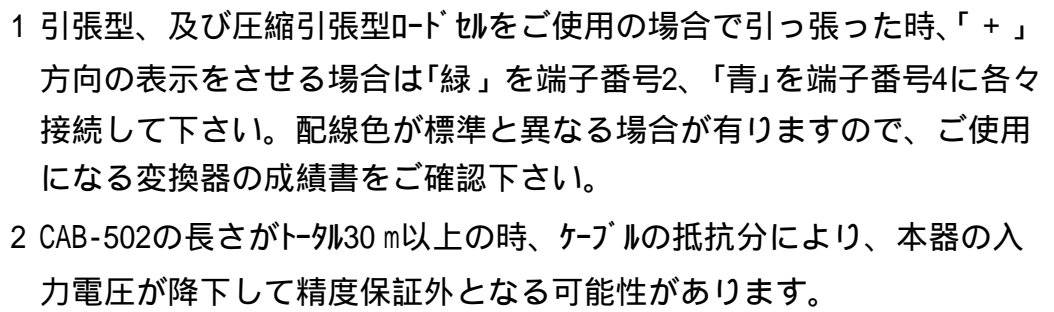 1 引張型、及び圧縮引張型ﾛｰﾄﾞｾﾙをご使用の場合で引っ張った時、「 + 」
方向の表示をさせる場合は「緑 」を端子番号2、「青」を端子番号4に各々
接続して下さい。配線色が標準と異なる場合が有りますので、ご使用
になる変換器の成績書をご確認下さい。
2 CAB-502の長さがﾄｰﾀﾙ30 m以上の時、ｹｰﾌﾞﾙの抵抗分により、本器の入
力電圧が降下して精度保証外となる可能性があります。